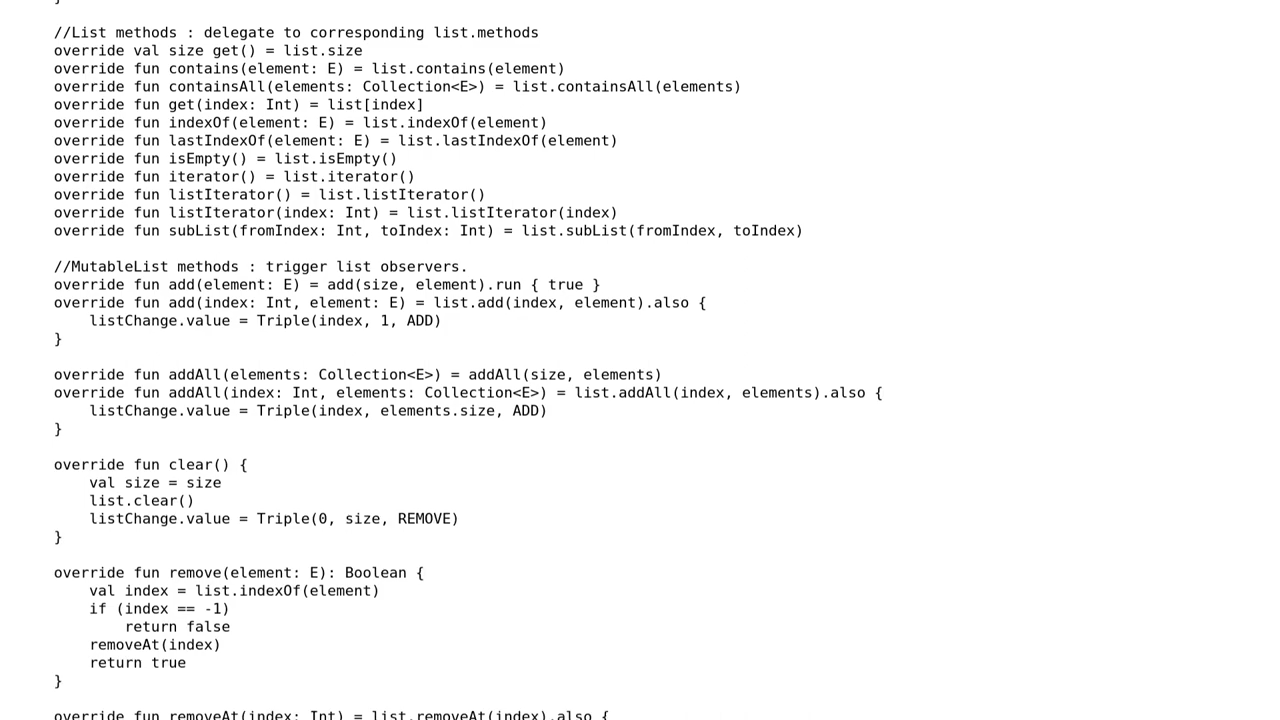 }
//List methods : delegate to corresponding list.methods
override val size get() = list.size
override fun contains(element: E) = list.contains(element)
override fun containsAll(elements: Collection<E>) = list.containsAll(elements)
override fun get(index: Int) = list[index]
override fun indexOf(element: E) = list.indexOf(element)
override fun lastIndexOf(element: E) = list.lastIndexOf(element)
override fun isEmpty() = list.isEmpty()
override fun iterator() = list.iterator()
override fun listIterator() = list.listIterator()
override fun listIterator(index: Int) = list.listIterator(index)
override fun subList(fromIndex: Int, toIndex: Int) = list.subList(fromIndex, toIndex)
//MutableList methods : trigger list observers.
override fun add(element: E) = add(size, element).run { true }
override fun add(index: Int, element: E) = list.add(index, element).also {
listChange.value = Triple(index, 1, ADD)
}
override fun addAll(elements: Collection<E>) = addAll(size, elements)
override fun addAll(index: Int, elements: Collection<E>) = list.addAll(index, elements).also {
listChange.value = Triple(index, elements.size, ADD)
}
override fun clear() {
val size = size
list.clear()
listChange.value = Triple(0, size, REMOVE)
}
override fun remove(element: E): Boolean {
val index = list.indexOf(element)
if (index == -1)
return false
removeAt(index)
return true
}
override fun removeAt(index: Int) = list.removeAt(index).also {